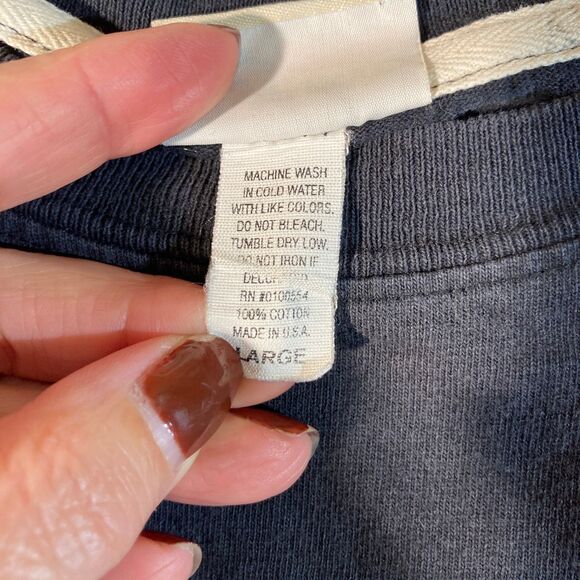 MACHINE WASH
IN COLD WATER
WITH LIKE COLORS.
DO NOT BLEACH.
TUMBLE DRY LOW.
DO NOT IRON IF
RN #0100554
100% COTTON
MADE IN U.S.A.
LARGE